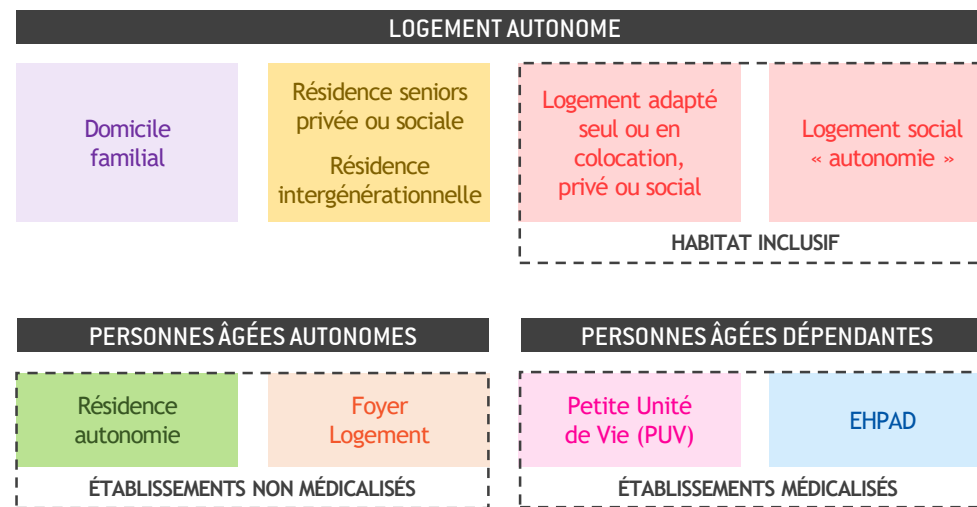 LOGEMENT AUTONOME
Domicile
familial
Résidence seniors
privée ou sociale
Résidence
intergénérationnelle
Logement adapté
seul ou en
colocation,
privé ou social
Logement social
« autonomie »
HABITAT INCLUSIF
PERSONNES ÂGÉES AUTONOMES
Résidence
autonomie
Foyer
Logement
ÉTABLISSEMENTS NON MÉDICALISÉS
PERSONNES ÂGÉES DÉPENDANTES
Petite Unité
de Vie (PUV)
EHPAD
ÉTABLISSEMENTS MÉDICALISÉS